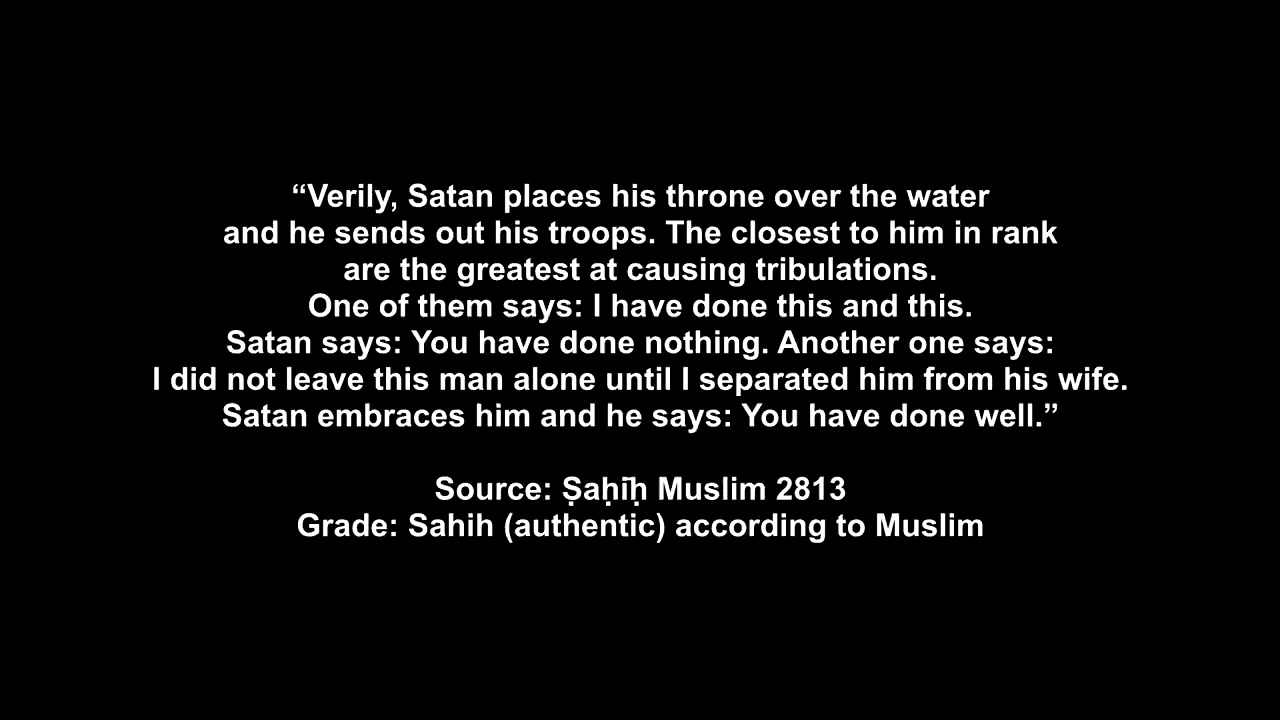 “Verily, Satan places his throne over the water
and he sends out his troops. The closest to him in rank
are the greatest at causing tribulations.
One of them says: I have done this and this.
Satan says: You have done nothing. Another one says:
I did not leave this man alone until I separated him from his wife.
Satan embraces him and he says: You have done well.”
Source: Ṣaḥīḥ Muslim 2813
Grade: Sahih (authentic) according to Muslim